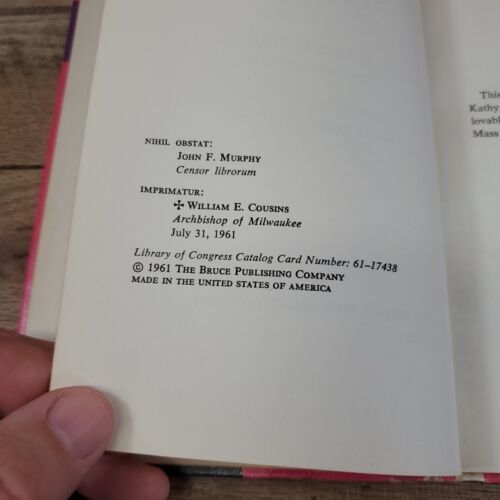 NIHIL OBSTAT:
JOHN F. MURPHY
Censor librorum
IMPRIMATUR:
✢ WILLIAM E. COUSINS
Archbishop of Milwaukee
July 31, 1961
Library of Congress Catalog Card Number: 61-17438
© 1961 THE BRUCE PUBLISHING COMPANY
MADE IN THE UNITED STATES OF AMERICA
This
Kathy
lovabl
Mass